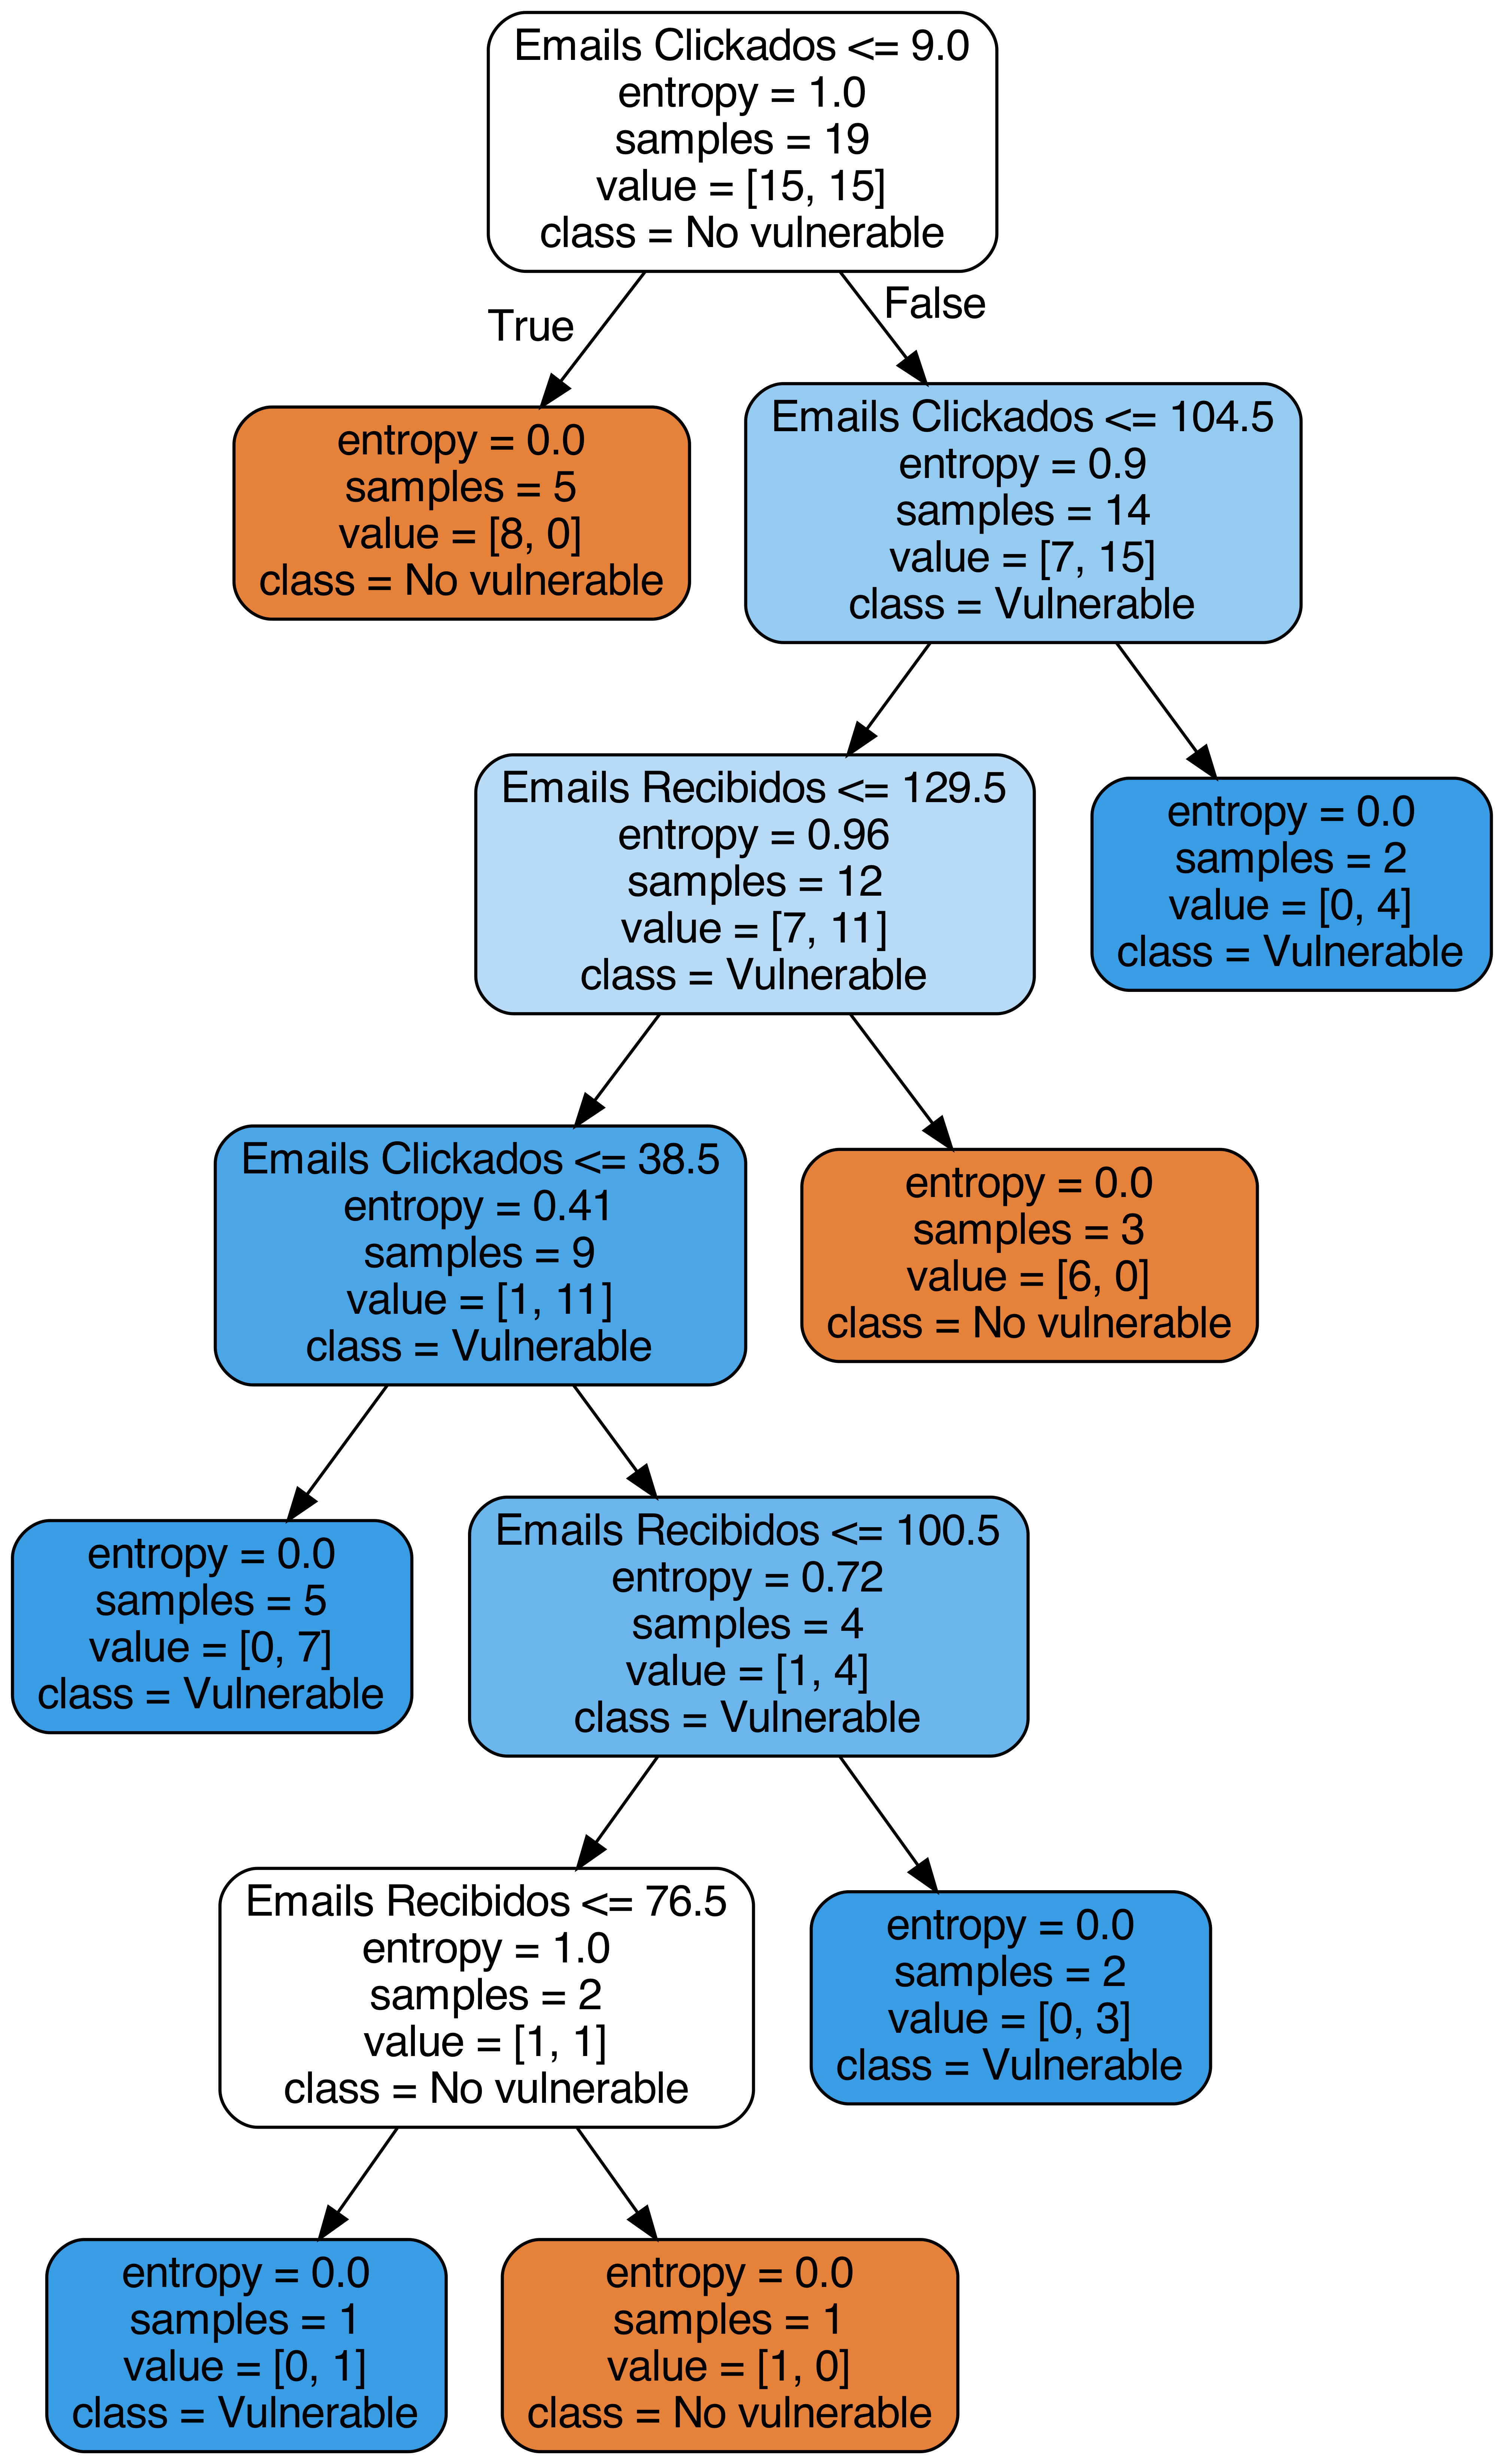 Emails Clickados <= 9.0
entropy = 1.0
samples = 19
value = [15, 15]
class = No vulnerable
True
False
entropy = 0.0
samples = 5
value = [8, 0]
class = No vulnerable
Emails Clickados <= 104.5
entropy = 0.9
samples = 14
value = [7, 15]
class = Vulnerable
Emails Recibidos <= 129.5
entropy = 0.96
samples = 12
value = [7, 11]
class = Vulnerable
entropy = 0.0
samples = 2
value = [0, 4]
class = Vulnerable
Emails Clickados <= 38.5
entropy = 0.41
samples = 9
value = [1, 11]
class = Vulnerable
entropy = 0.0
samples = 3
value = [6, 0]
class = No vulnerable
entropy = 0.0
samples = 5
value = [0, 7]
class = Vulnerable
Emails Recibidos <= 100.5
entropy = 0.72
samples = 4
value = [1, 4]
class = Vulnerable
Emails Recibidos <= 76.5
entropy = 1.0
samples = 2
value = [1, 1]
class = No vulnerable
entropy = 0.0
samples = 2
value = [0, 3]
class = Vulnerable
entropy = 0.0
samples = 1
value = [0, 1]
class = Vulnerable
entropy = 0.0
samples = 1
value = [1, 0]
class = No vulnerable